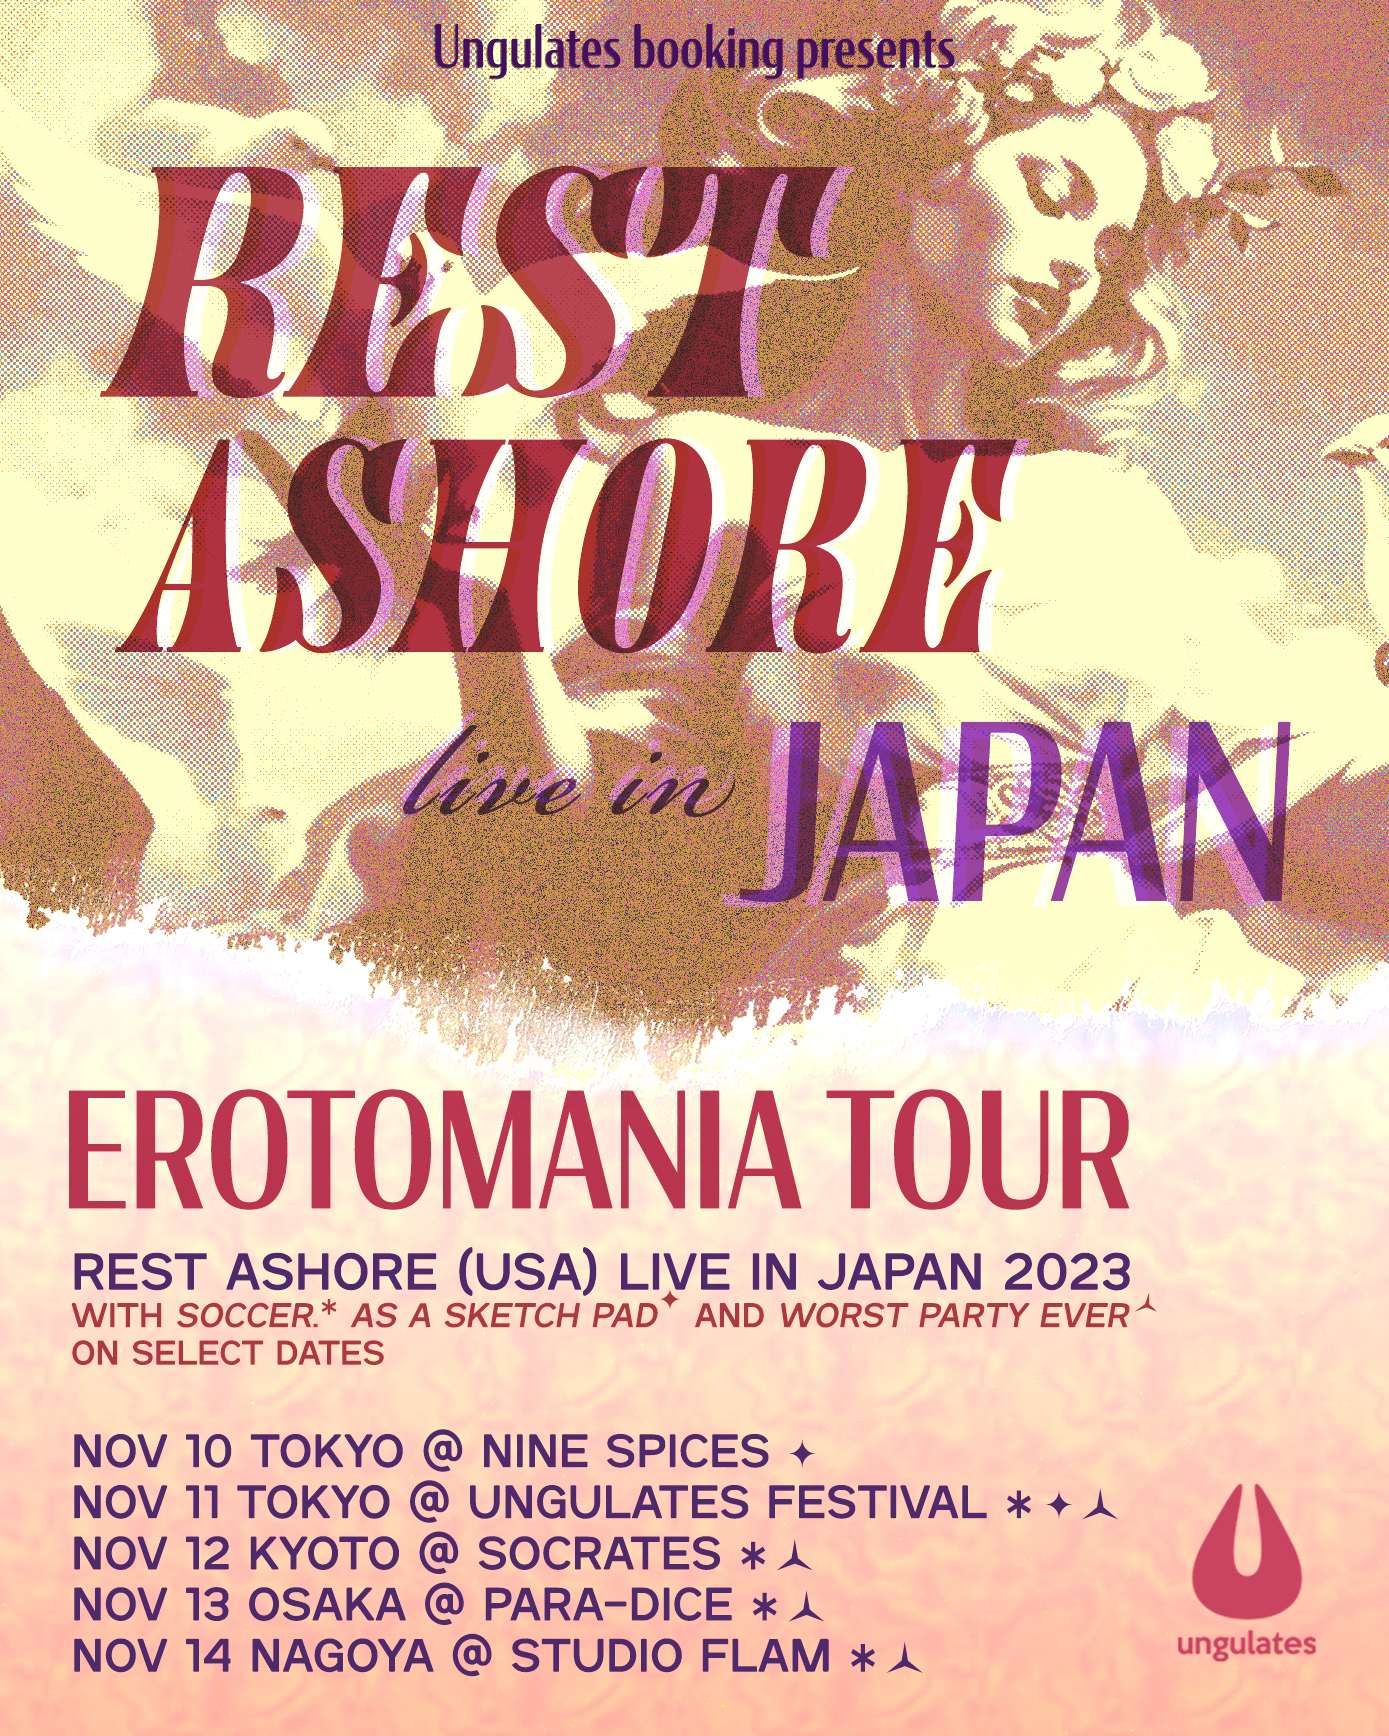 Ungulates booking presents
REST
ASHORE
live in JAPAN
EROTOMANIA TOUR
REST ASHORE (USA) LIVE IN JAPAN 2023
WITH SOCCER.* AS A SKETCH PAD✦ AND WORST PARTY EVER⅄
ON SELECT DATES
NOV 10 TOKYO @ NINE SPICES ✦
NOV 11 TOKYO @ UNGULATES FESTIVAL * ✦ ⅄
NOV 12 KYOTO @ SOCRATES * ⅄
NOV 13 OSAKA @ PARA-DICE * ⅄
NOV 14 NAGOYA @ STUDIO FLAM * ⅄
ungulates